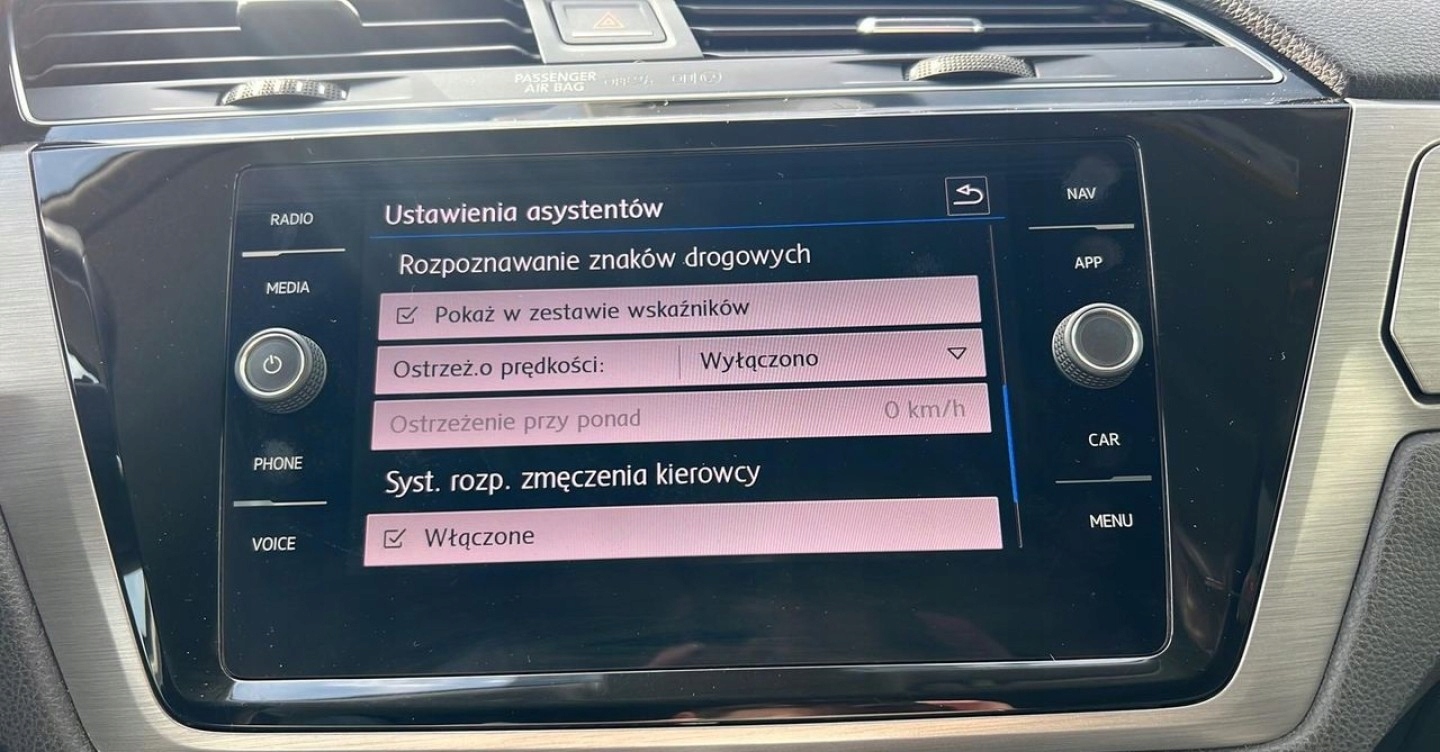 PASSENGER
AIR BAG
RADIO
MEDIA
PHONE
VOICE
Ustawienia asystentów
Rozpoznawanie znaków drogowych
Pokaż w zestawie wskaźników
Ostrzeż.o prędkości: Wyłączono
Ostrzeżenie przy ponad 0 km/h
Syst. rozp. zmęczenia kierowcy
Włączone
NAV
APP
CAR
MENU